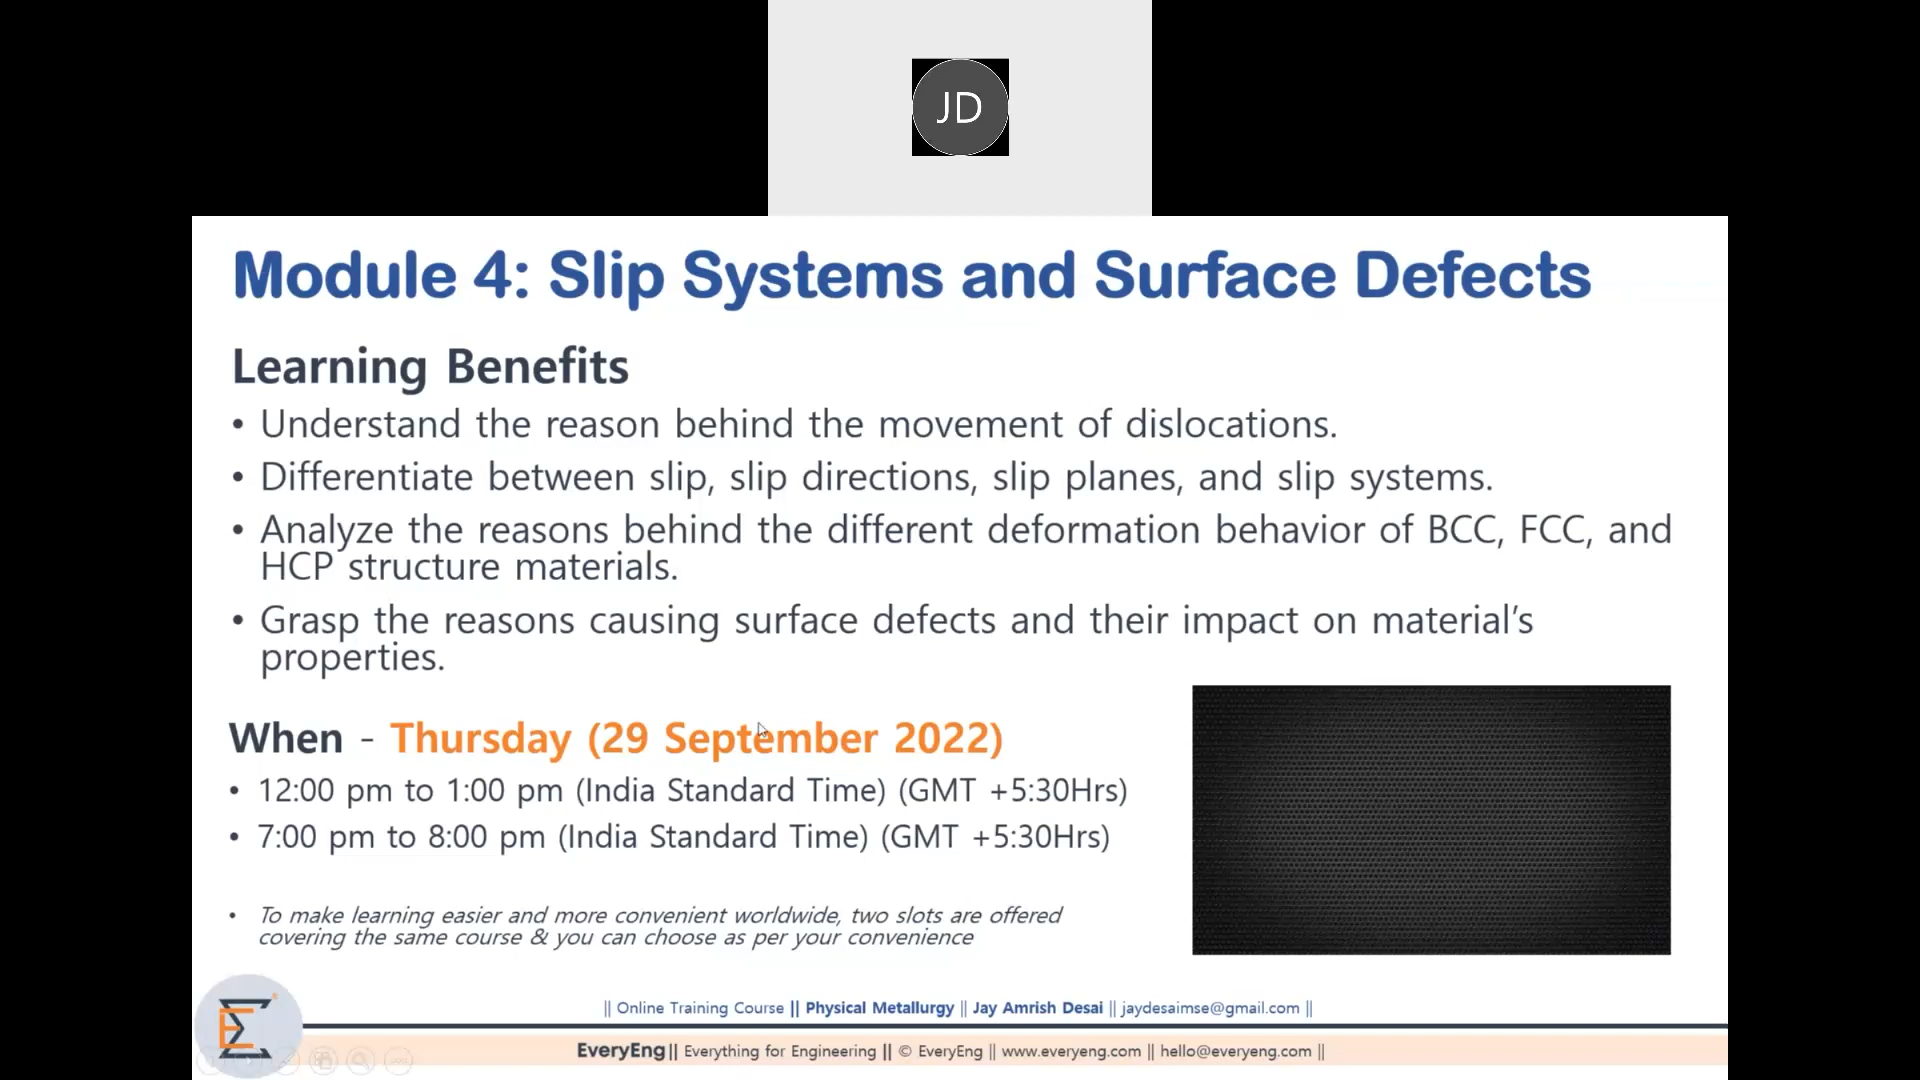 JD
Module 4: Slip Systems and Surface Defects
Learning Benefits
• Understand the reason behind the movement of dislocations.
• Differentiate between slip, slip directions, slip planes, and slip systems.
• Analyze the reasons behind the different deformation behavior of BCC, FCC, and
HCP structure materials.
• Grasp the reasons causing surface defects and their impact on material’s
properties.
When - Thursday (29 September 2022)
• 12:00 pm to 1:00 pm (India Standard Time) (GMT +5:30Hrs)
• 7:00 pm to 8:00 pm (India Standard Time) (GMT +5:30Hrs)
• To make learning easier and more convenient worldwide, two slots are offered
covering the same course & you can choose as per your convenience
|| Online Training Course || Physical Metallurgy || Jay Amrish Desai || jaydesaimse@gmail.com ||
EveryEng || Everything for Engineering || © EveryEng || www.everyeng.com || hello@everyeng.com ||